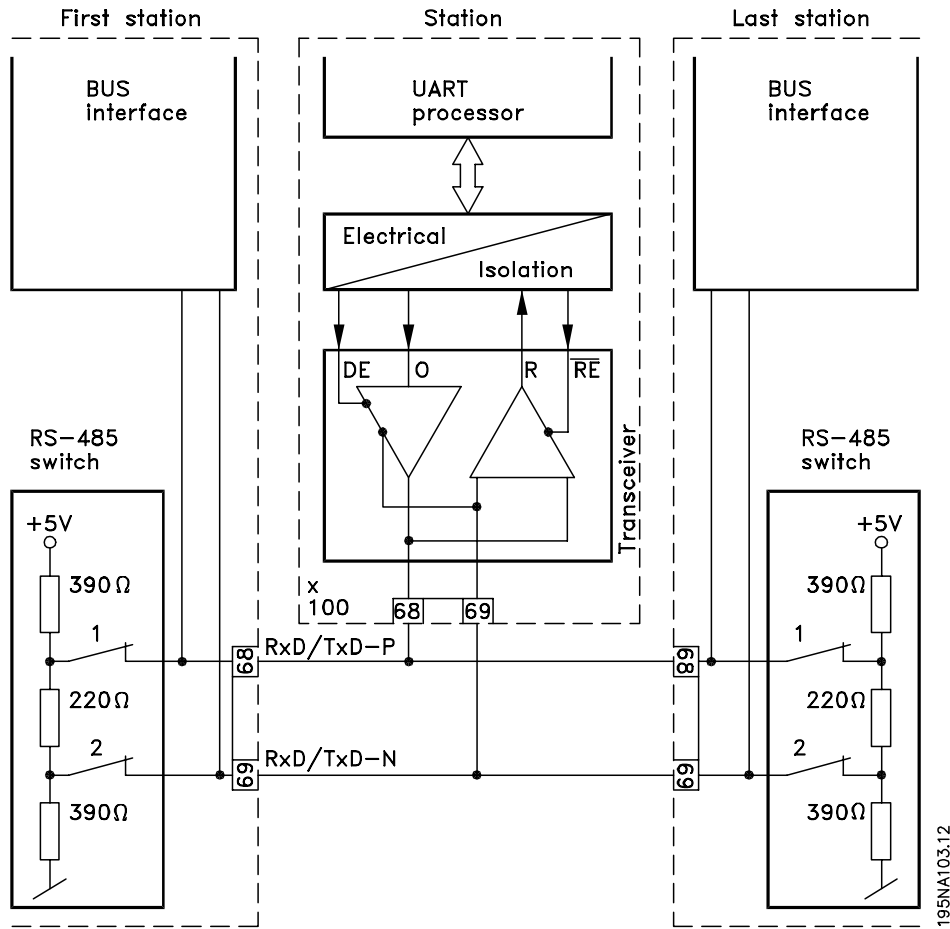 First station
Station
Last station
BUS
interface
UART
processor
BUS
interface
Electrical
Isolation
DE
O
R
RE
Transceiver
RS-485
switch
RS-485
switch
+5V
+5V
390Ω
390Ω
X
100
68
69
1
1
68
RxD/TxD-P
68
220Ω
220Ω
2
2
69
RxD/TxD-N
69
390Ω
390Ω
195NA103.12